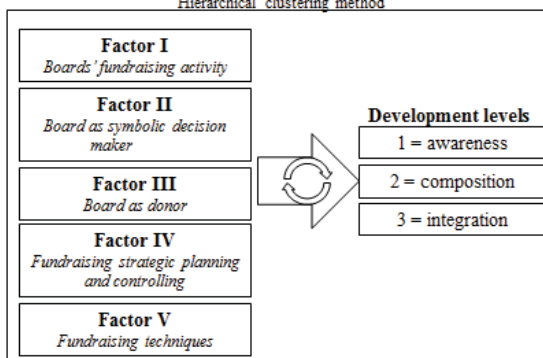 Hierarchical clustering method
Factor I
Boards' fundraising activity
Factor II
Board as symbolic decision
maker
Factor III
Board as donor
Factor IV
Fundraising strategic planning
and controlling
Factor V
Fundraising techniques
Development levels
1 = awareness
2 = composition
3 = integration